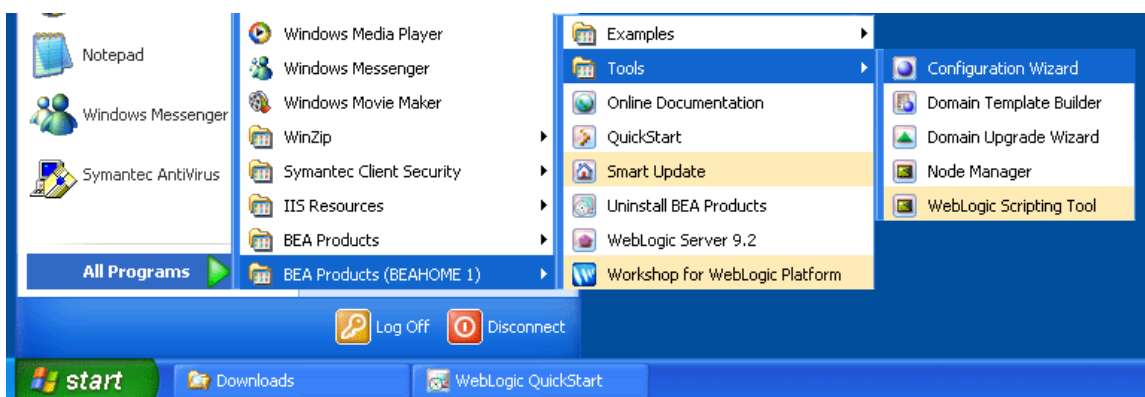 Notepad
Windows Messenger
Symantec AntiVirus
All Programs
Windows Media Player
Windows Messenger
Windows Movie Maker
WinZip
Symantec Client Security
IIS Resources
BEA Products
BEA Products (BEAHOME 1)
Examples
Tools
Online Documentation
QuickStart
Smart Update
Uninstall BEA Products
WebLogic Server 9.2
Workshop for WebLogic Platform
Configuration Wizard
Domain Template Builder
Domain Upgrade Wizard
Node Manager
WebLogic Scripting Tool
Log Off Disconnect
start Downloads WebLogic QuickStart